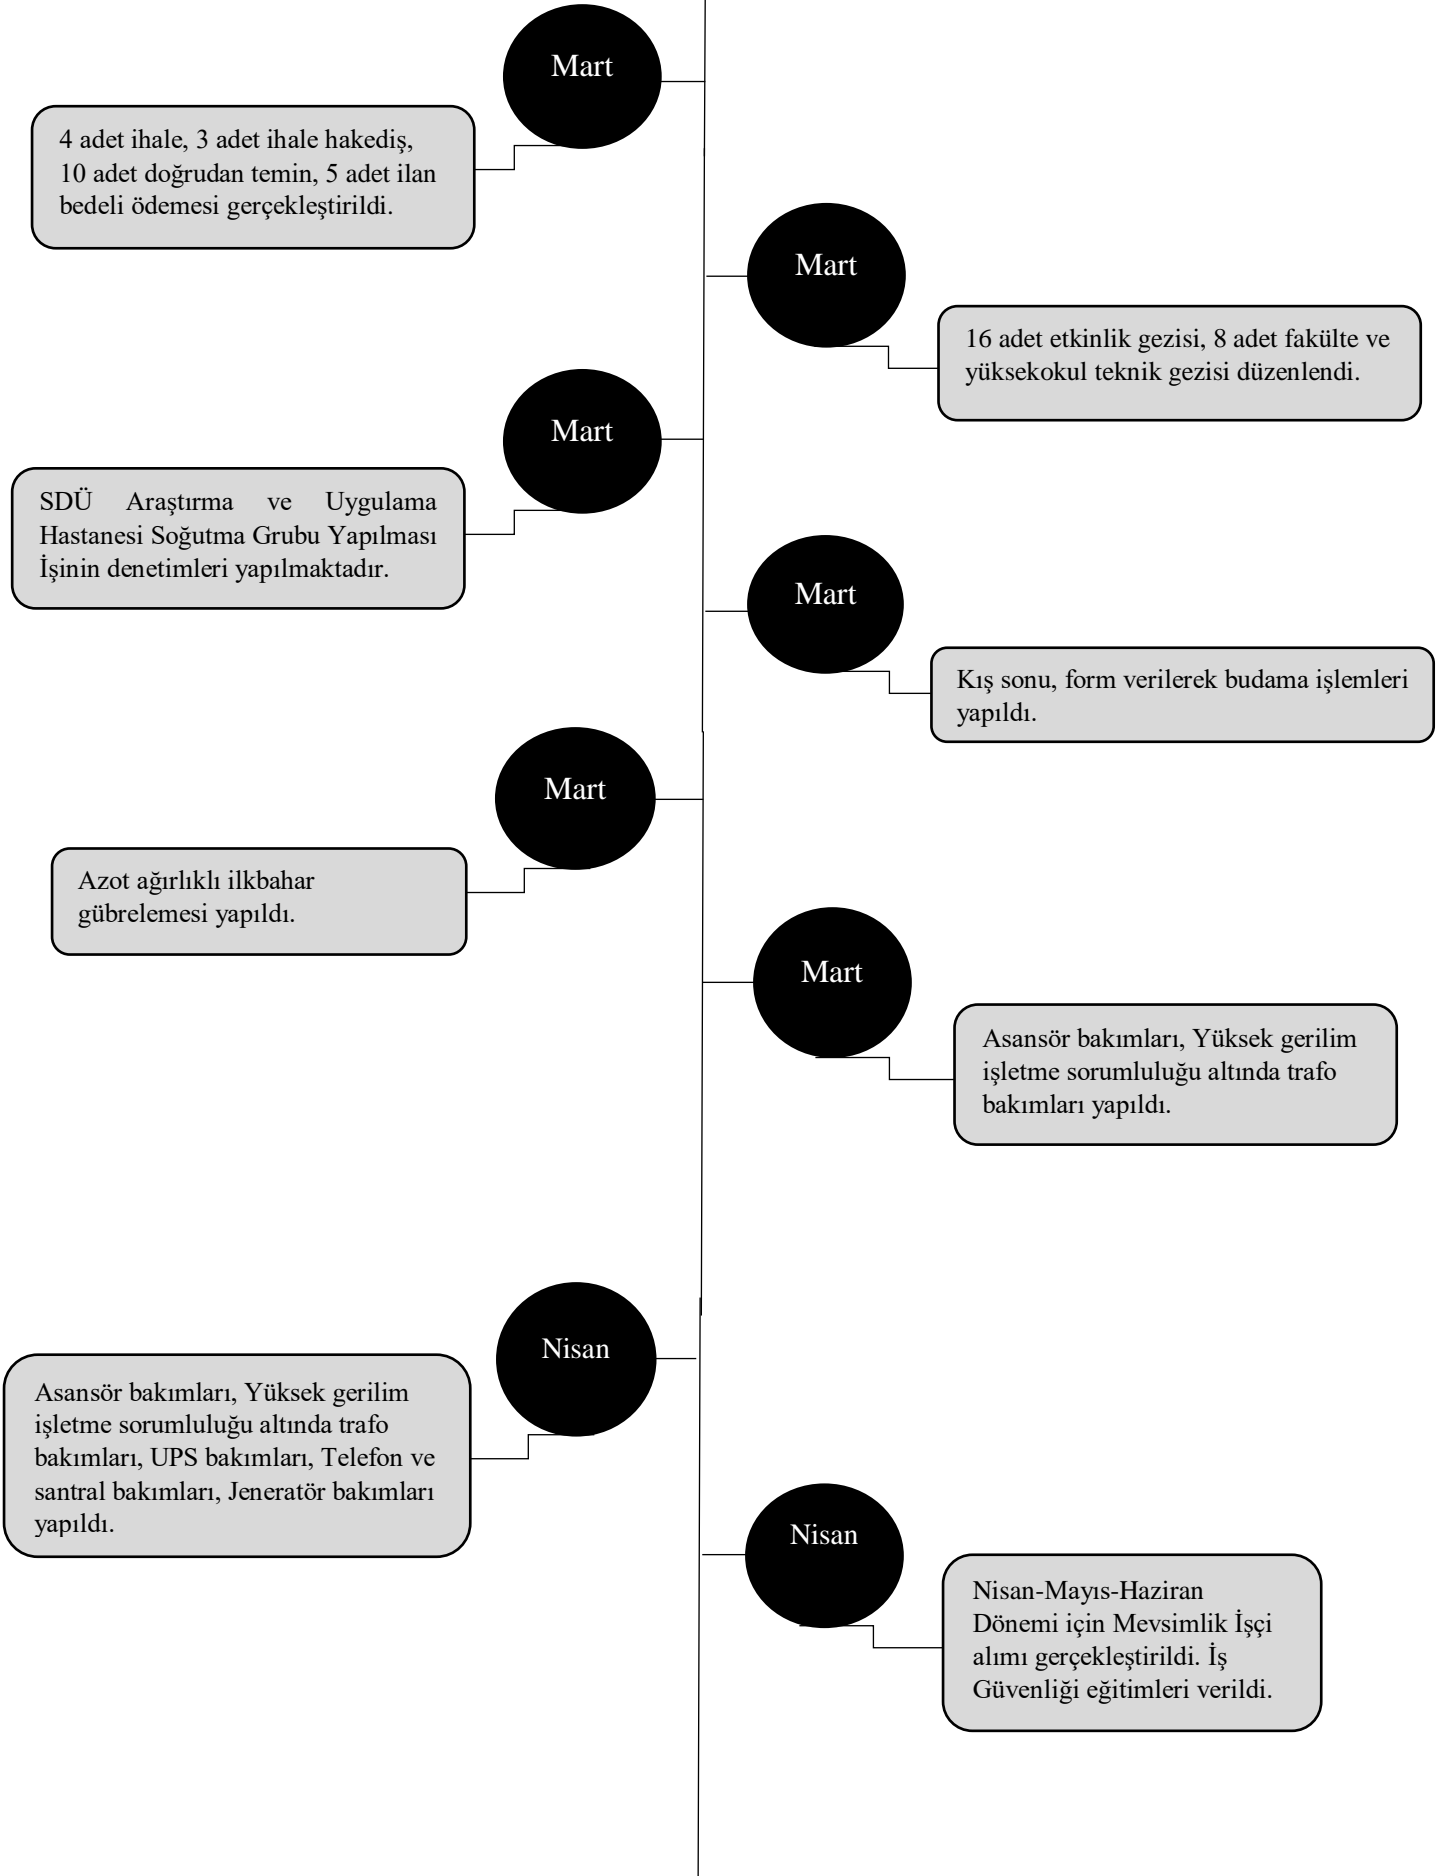 Mart
4 adet ihale, 3 adet ihale hakediş,
10 adet doğrudan temin, 5 adet ilan
bedeli ödemesi gerçekleştirildi.
Mart
16 adet etkinlik gezisi, 8 adet fakülte ve
yüksekokul teknik gezisi düzenlendi.
Mart
SDÜ Araştırma ve Uygulama
Hastanesi Soğutma Grubu Yapılması
İşinin denetimleri yapılmaktadır.
Mart
Kış sonu, form verilerek budama işlemleri
yapıldı.
Mart
Azot ağırlıklı ilkbahar
gübrelemesi yapıldı.
Mart
Asansör bakımları, Yüksek gerilim
işletme sorumluluğu altında trafo
bakımları yapıldı.
Nisan
Asansör bakımları, Yüksek gerilim
işletme sorumluluğu altında trafo
bakımları, UPS bakımları, Telefon ve
santral bakımları, Jeneratör bakımları
yapıldı.
Nisan
Nisan-Mayıs-Haziran
Dönemi için Mevsimlik İşçi
alımı gerçekleştirildi. İş
Güvenliği eğitimleri verildi.